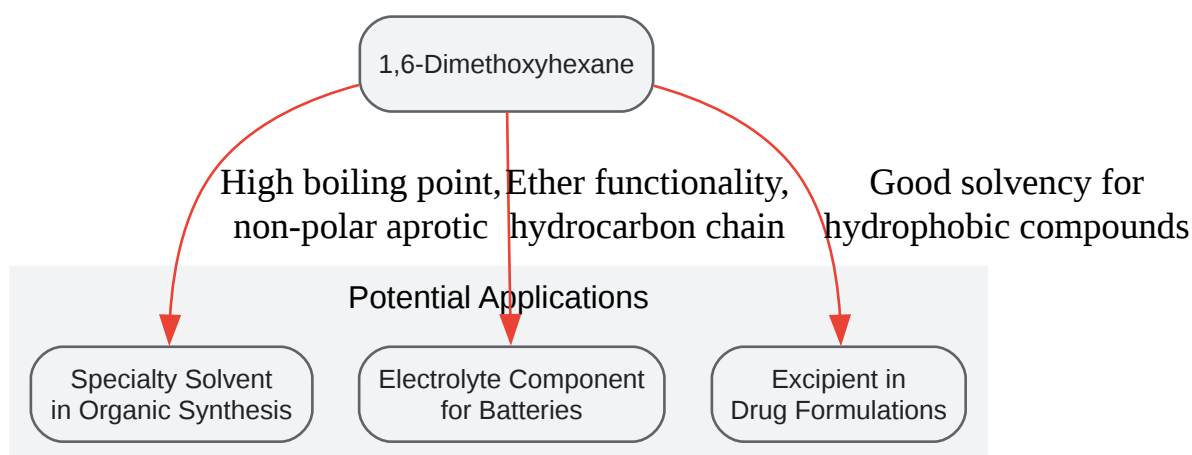 1,6-Dimethoxyhexane
High boiling point,
non-polar aprotic
Ether functionality,
hydrocarbon chain
Good solvency for
hydrophobic compounds
Potential Applications
Specialty Solvent
in Organic Synthesis
Electrolyte Component
for Batteries
Excipient in
Drug Formulations